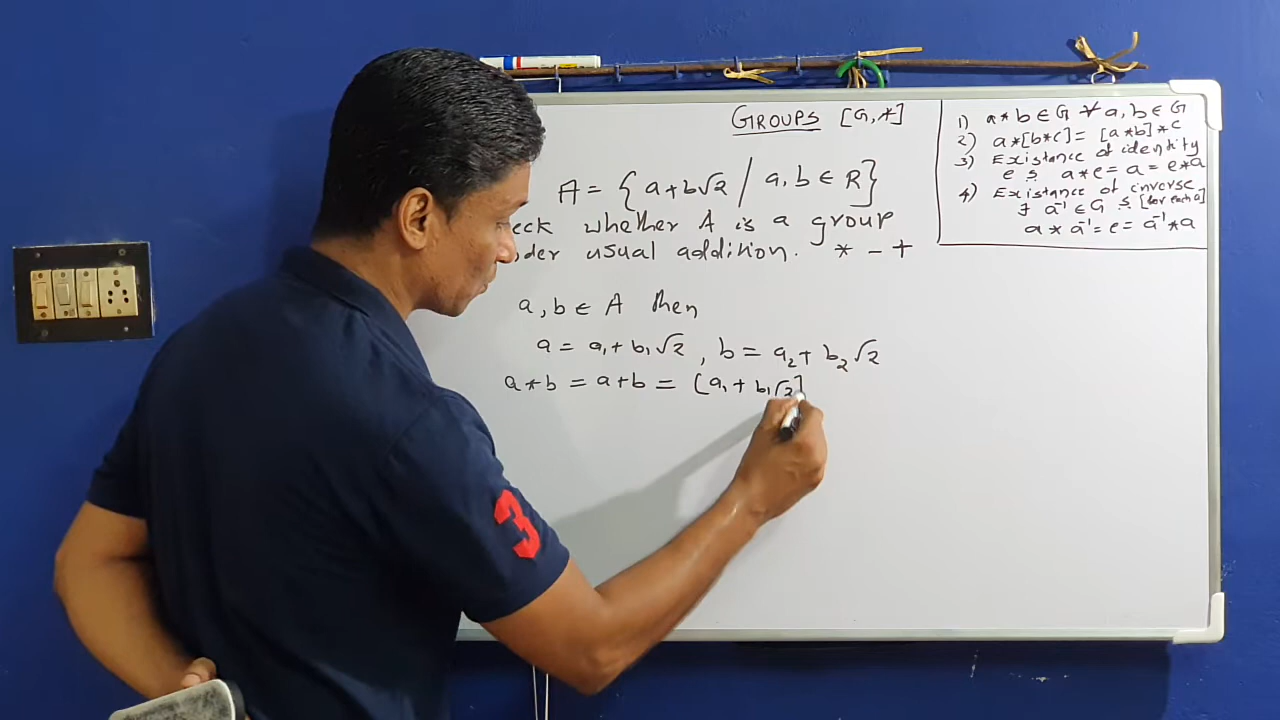 GROUPS [G,*]
A = { a+b√2 / a, b ∈ R}
eck whether A is a group
der usual addition. * - +
a, b ∈ A then
a = a₁ + b₁√2 , b = a₂ + b₂√2
a*b = a+b = [a₁ + b₁√2]
1) a*b ∈ G ∀ a, b ∈ G
2) a*[b*c] = [a*b]*c
3) Existance of identity
e s a*e = a = e*a
4) Existance of inverse
∃ a⁻¹ ∈ G s [for each a]
a * a⁻¹ = e = a⁻¹ * a
3